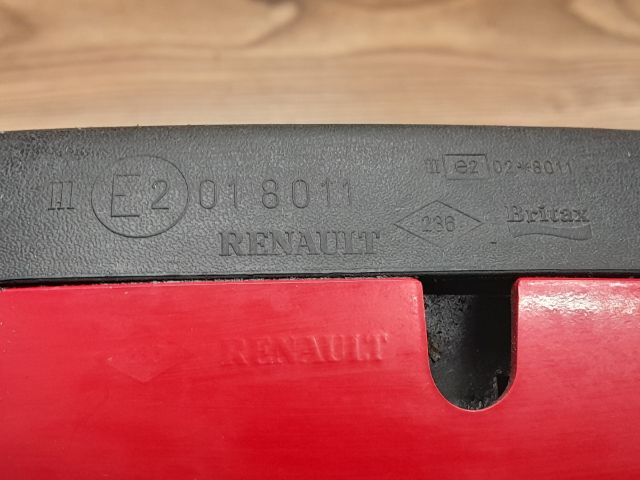 III E2 018011
III e2 02*8011
RENAULT
236
Britax
RENAULT